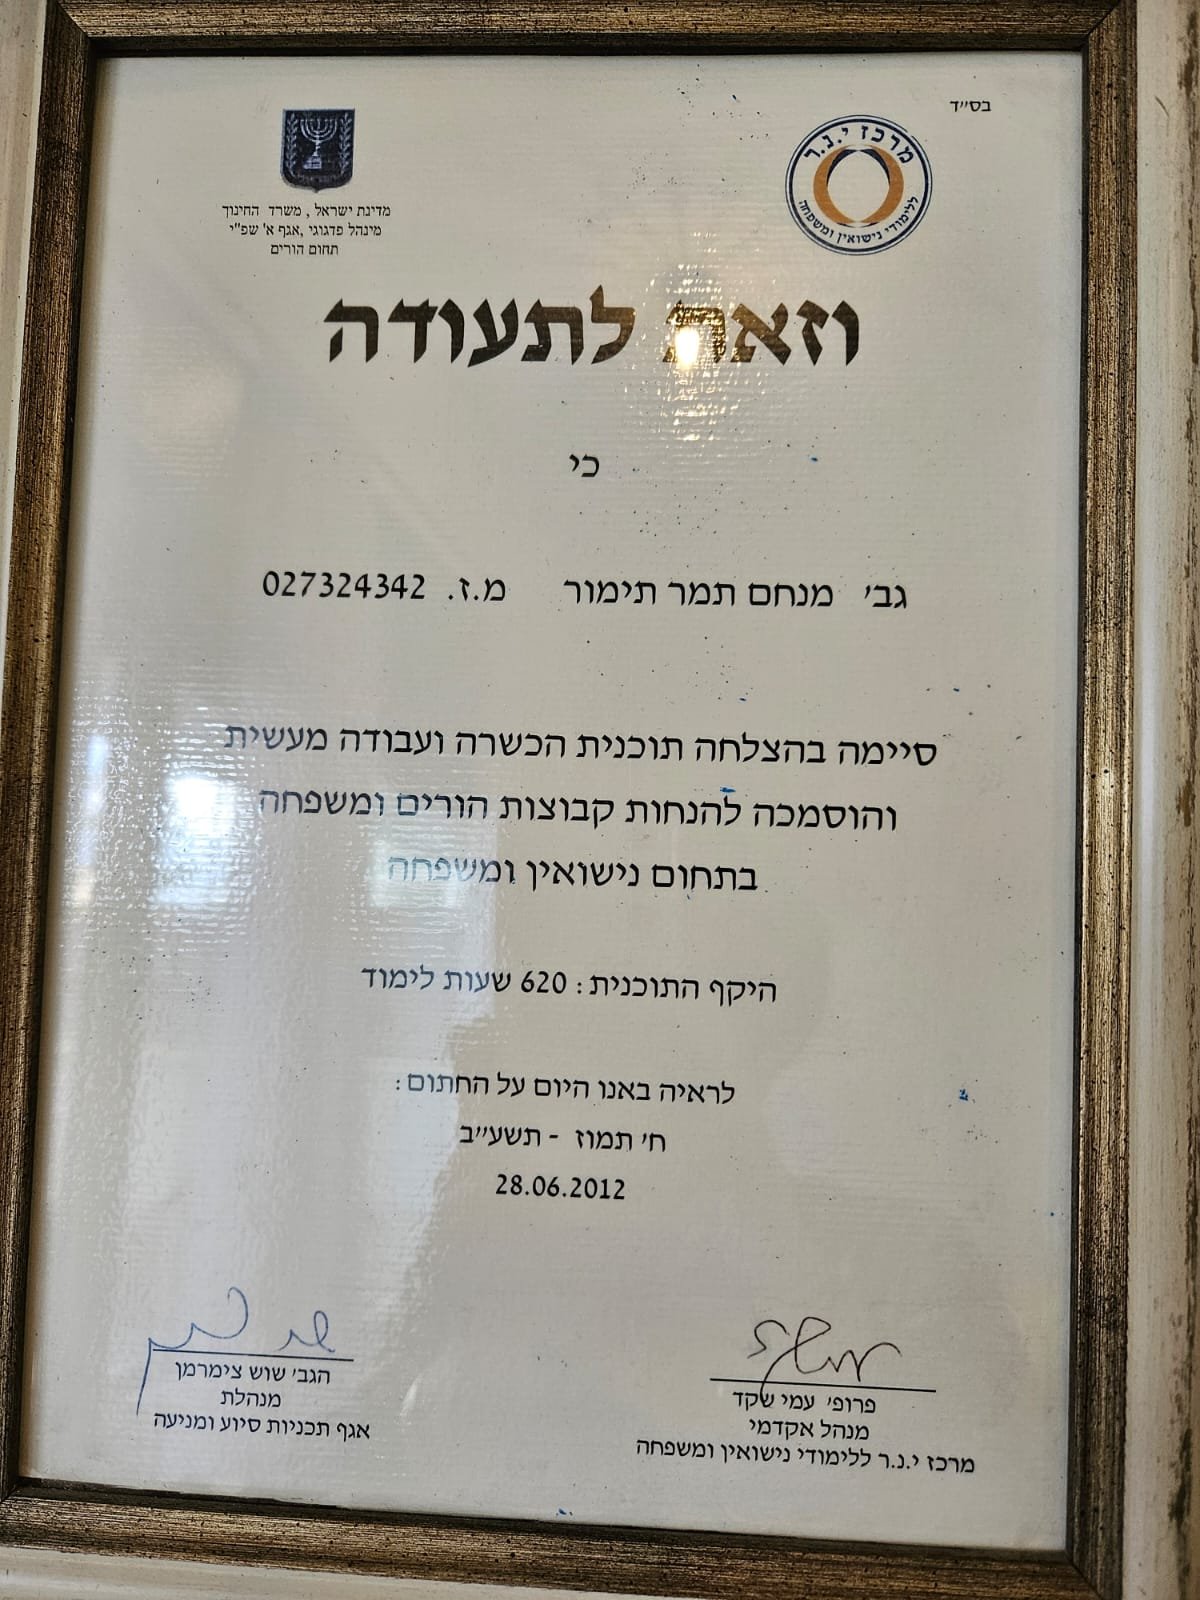 בס״ד
מרכז י.נ.ר
ללימודי נישואין ומשפחה
מדינת ישראל , משרד החינוך
מינהל פדגוגי ,אגף א' שפ"י
תחום הורים
וזאת לתעודה
כי
גב׳ מנחם תמר תימור מ.ז. 027324342
סיימה בהצלחה תוכנית הכשרה ועבודה מעשית
והוסמכה להנחות קבוצות הורים ומשפחה
בתחום נישואין ומשפחה
היקף התוכנית : 620 שעות לימוד
לראיה באנו היום על החתום :
ח׳ תמוז - תשע״ב
28.06.2012
פרופ׳ עמי שקד
מנהל אקדמי
מרכז י.נ.ר ללימודי נישואין ומשפחה
הגב׳ שוש צימרמן
מנהלת
אגף תכניות סיוע ומניעה